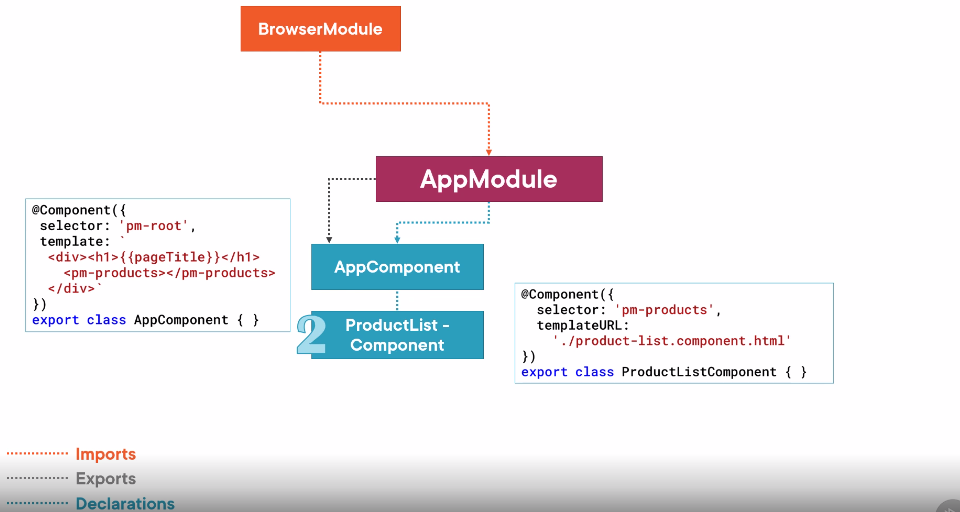 BrowserModule
AppModule
@Component({
selector: 'pm-root',
template: `
<div><h1>{{pageTitle}}</h1>
<pm-products></pm-products>
</div>`
})
export class AppComponent { }
AppComponent
2
ProductList -
Component
@Component({
selector: 'pm-products',
templateURL:
'./product-list.component.html'
})
export class ProductListComponent { }
Imports
Exports
Declarations